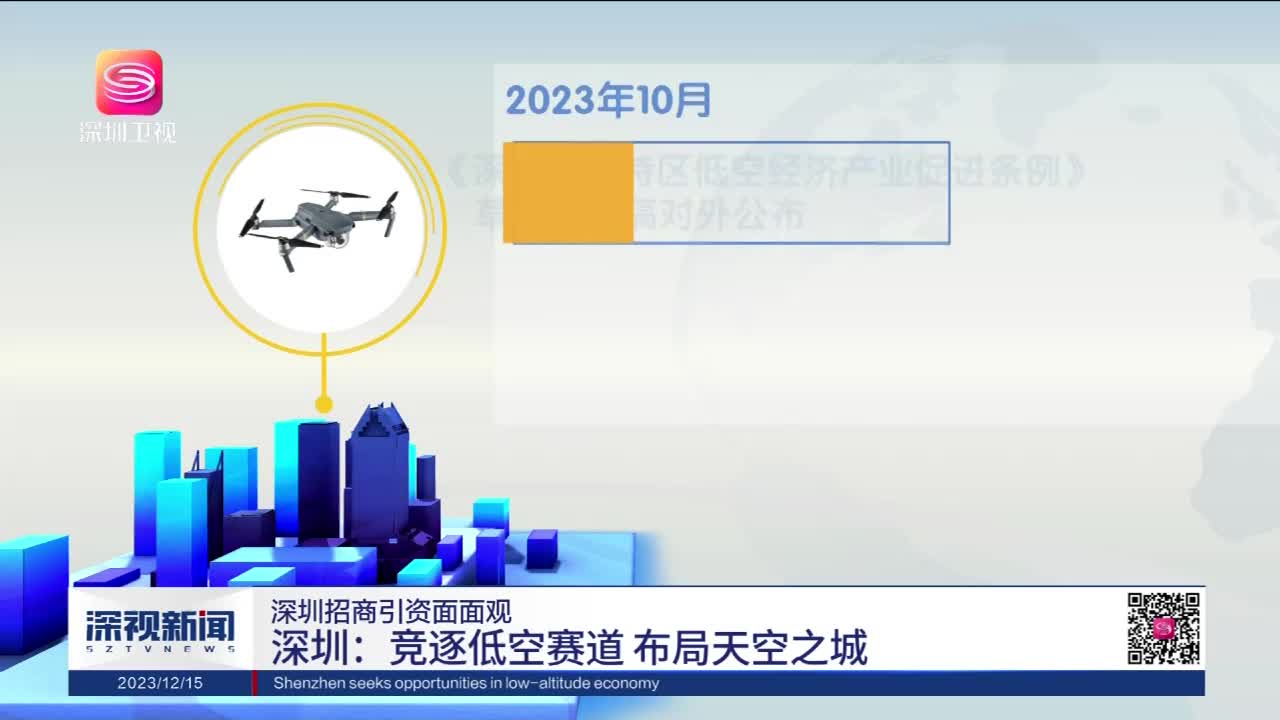 深圳卫视
2023年10月
特区低空经济产业促进条例》
稿对外公布
深视新闻
SZTVNEWS
深圳招商引资面面观
深圳：竞逐低空赛道 布局天空之城
2023/12/15
Shenzhen seeks opportunities in low-altitude economy